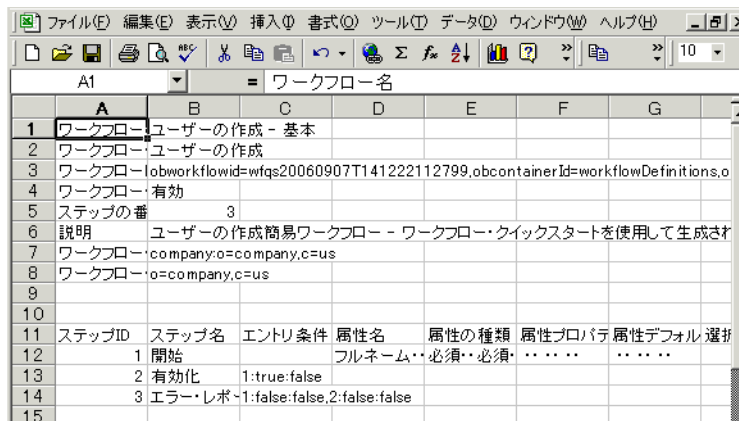 ファイル(F) 編集(E) 表示(V) 挿入(I) 書式(O) ツール(T) データ(D) ウィンドウ(W) ヘルプ(H)
10
A1 = ワークフロー名
A B C D E F G
1 ワークフロー ユーザーの作成 - 基本
2 ワークフロー・ ユーザーの作成
3 ワークフロー obworkflowid=wfqs20060907T141222112799,obcontainerId=workflowDefinitions,o
4 ワークフロー・ 有効
5 ステップの番 3
6 説明 ユーザーの作成簡易ワークフロー - ワークフロー・クイックスタートを使用して生成され
7 ワークフロー・ company:o=company,c=us
8 ワークフロー・ o=company,c=us
9
10
11 ステップID ステップ名 エントリ条件 属性名 属性の種類 属性プロパテ 属性デフォル 選択
12 1 開始 フルネーム・・ 必須・・必須・ ・・ ・・ ・・ ・・
13 2 有効化 1:true:false
14 3 エラー・レポー 1:false:false,2:false:false
15